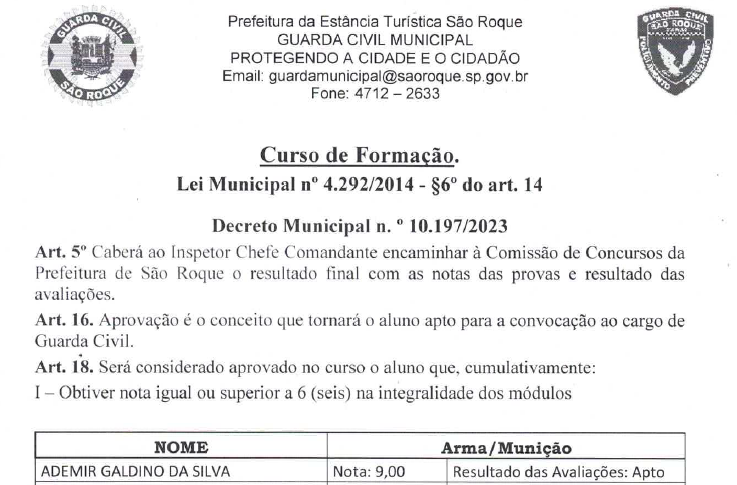 GUARDA CIVIL
SÃO ROQUE
Prefeitura da Estância Turística São Roque
GUARDA CIVIL MUNICIPAL
PROTEGENDO A CIDADE E O CIDADÃO
Email: guardamunicipal@saoroque.sp.gov.br
Fone: 4712 – 2633
GUARDA CIVIL
SÃO ROQUE
PATRULHAMENTO PREVENTIVO
Curso de Formação.
Lei Municipal nº 4.292/2014 - §6º do art. 14
Decreto Municipal n. º 10.197/2023
Art. 5º Caberá ao Inspetor Chefe Comandante encaminhar à Comissão de Concursos da
Prefeitura de São Roque o resultado final com as notas das provas e resultado das
avaliações.
Art. 16. Aprovação é o conceito que tornará o aluno apto para a convocação ao cargo de
Guarda Civil.
Art. 18. Será considerado aprovado no curso o aluno que, cumulativamente:
I – Obtiver nota igual ou superior a 6 (seis) na integralidade dos módulos
NOME Arma/Munição
ADEMIR GALDINO DA SILVA Nota: 9,00 Resultado das Avaliações: Apto